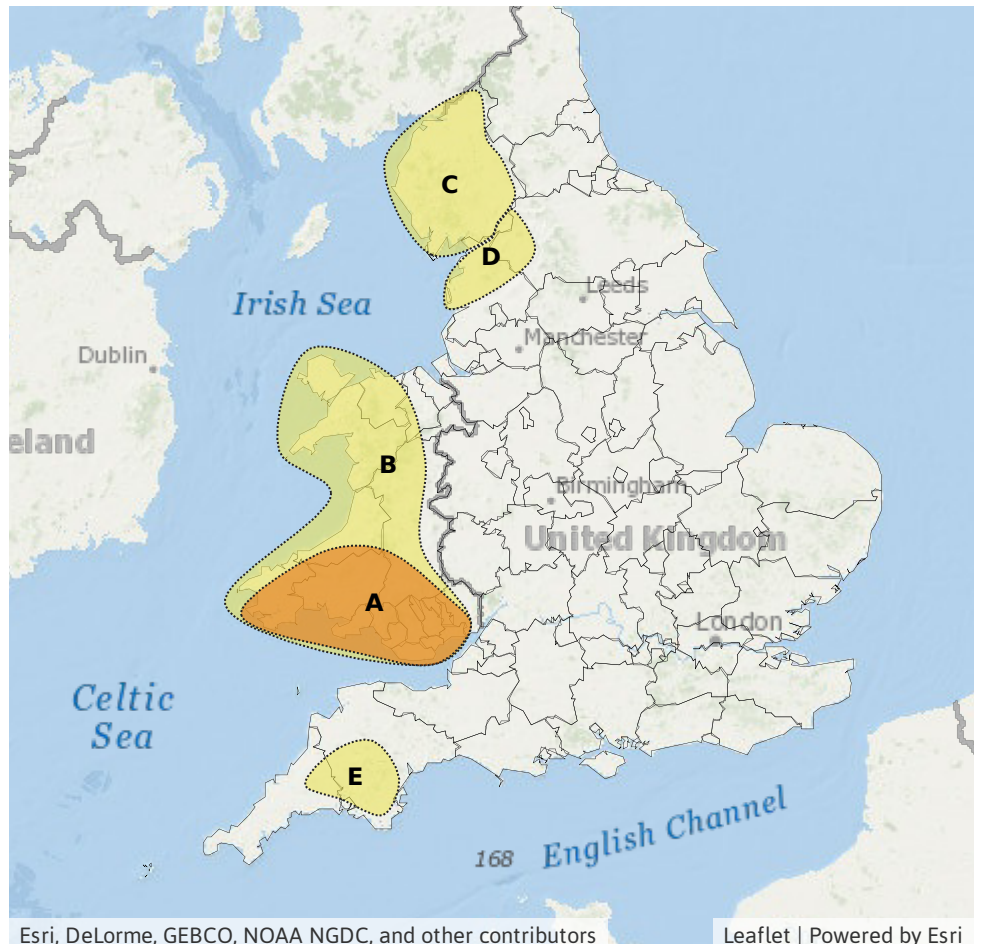 C
D
Leeds
Irish Sea
Manchester
Dublin
eland
B
Birmingham
United Kingdom
A
London
Celtic
Sea
E
English Channel
168
Esri, DeLorme, GEBCO, NOAA NGDC, and other contributors
Leaflet | Powered by Esri